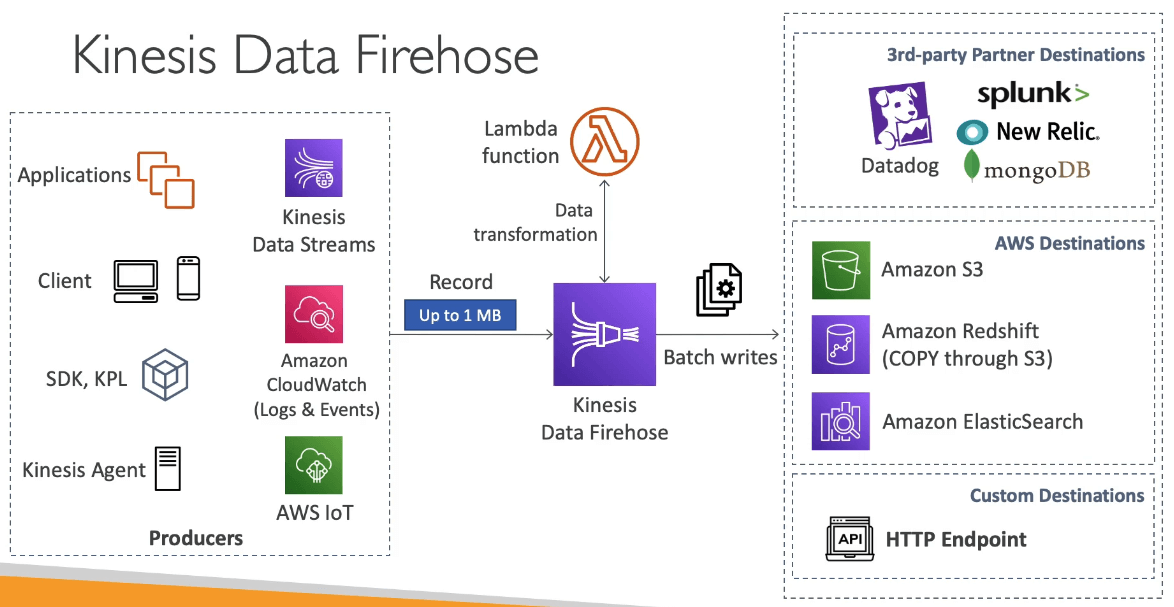 Kinesis Data Firehose
Applications
Client
SDK, KPL
Kinesis Agent
Kinesis
Data Streams
Amazon
CloudWatch
(Logs & Events)
AWS IoT
Producers
Record
Up to 1 MB
Lambda
function
Data
transformation
Kinesis
Data Firehose
Batch writes
3rd-party Partner Destinations
Datadog
splunk>
New Relic.
mongoDB
AWS Destinations
Amazon S3
Amazon Redshift
(COPY through S3)
Amazon ElasticSearch
Custom Destinations
API
HTTP Endpoint